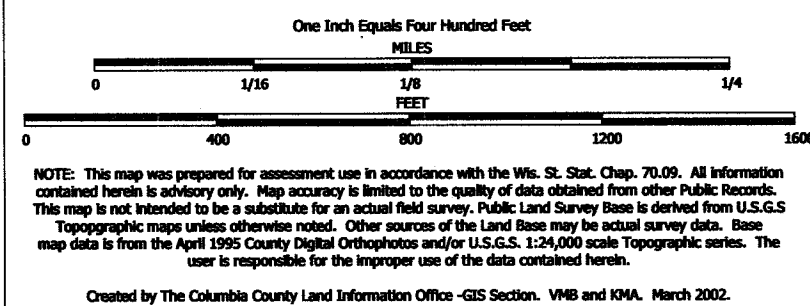 One Inch Equals Four Hundred Feet
MILES
0 1/16 1/8 1/4
FEET
0 400 800 1200 1600
NOTE: This map was prepared for assessment use in accordance with the Wis. St. Stat. Chap. 70.09. All information
contained herein is advisory only. Map accuracy is limited to the quality of data obtained from other Public Records.
This map is not intended to be a substitute for an actual field survey. Public Land Survey Base is derived from U.S.G.S
Topopgraphic maps unless otherwise noted. Other sources of the Land Base may be actual survey data. Base
map data is from the April 1995 County Digital Orthophotos and/or U.S.G.S. 1:24,000 scale Topographic series. The
user is responsible for the improper use of the data contained herein.
Created by The Columbia County Land Information Office -GIS Section. VMB and KMA. March 2002.